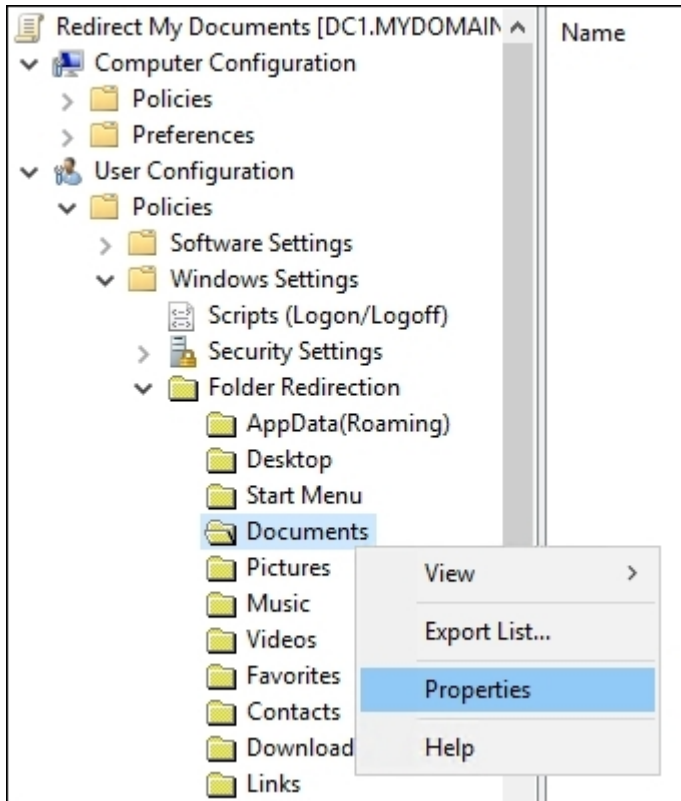 Redirect My Documents [DC1.MYDOMAIN
Name
Computer Configuration
Policies
Preferences
User Configuration
Policies
Software Settings
Windows Settings
Scripts (Logon/Logoff)
Security Settings
Folder Redirection
AppData(Roaming)
Desktop
Start Menu
Documents
Pictures
Music
Videos
Favorites
Contacts
Download
Links
View
Export List...
Properties
Help